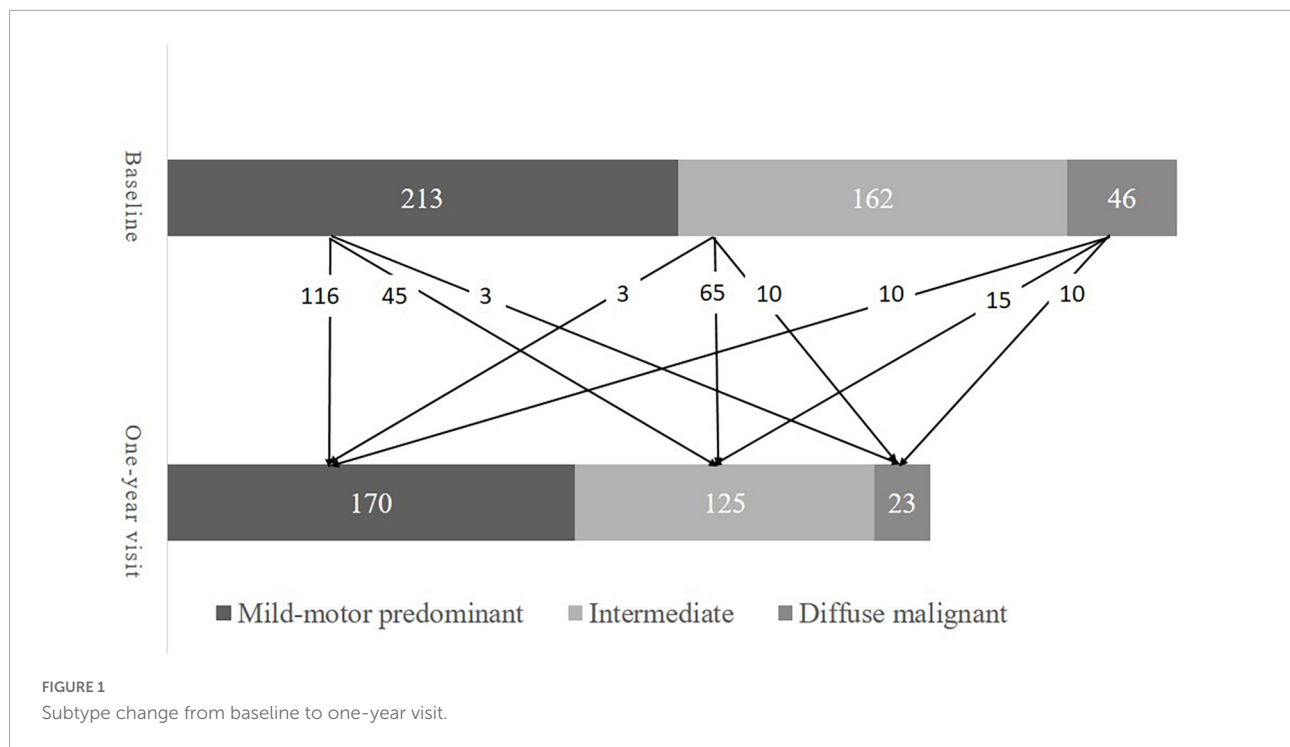 Baseline
213 162 46
116 45 3 3 65 10 10 15 10
One-year visit
170 125 23
Mild-motor predominant Intermediate Diffuse malignant
FIGURE 1
Subtype change from baseline to one-year visit.